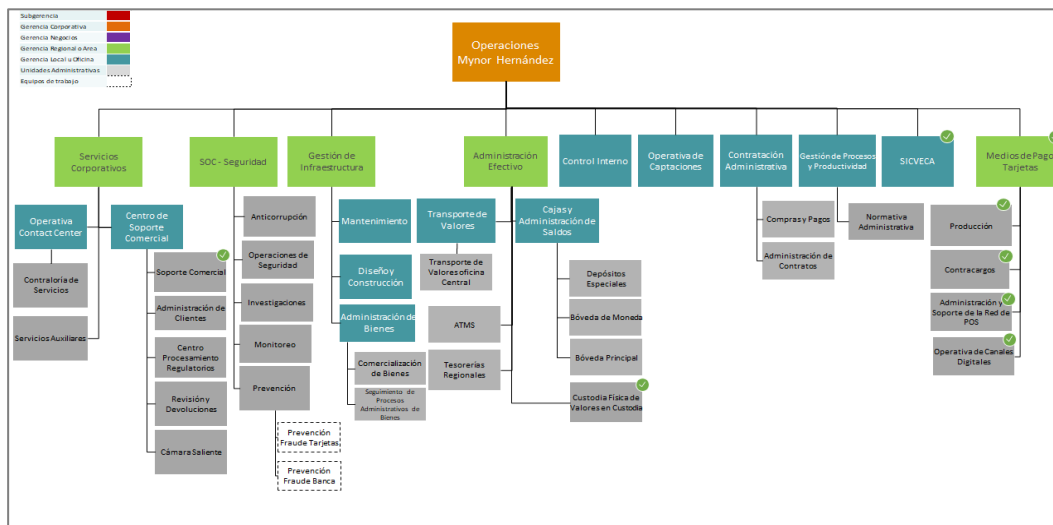 Subgerencia
Gerencia Corporativa
Gerencia Negocios
Gerencia Regional o Area
Gerencia Local u Oficina
Unidades Administrativas
Equipos de trabajo
Operaciones
Mynor Hernández
Servicios
Corporativos
SOC - Seguridad
Gestión de
Infraestructura
Administración
Efectivo
Control Interno
Operativa de
Captaciones
Contratación
Administrativa
Gestión de Procesos
y Productividad
SICVECA
Medios de Pago
Tarjetas
Operativa
Contact Center
Contraloría de
Servicios
Servicios Auxiliares
Centro de
Soporte
Comercial
Soporte Comercial
Administración de
Clientes
Centro
Procesamiento
Regulatorios
Revisión y
Devoluciones
Cámara Saliente
Anticorrupción
Operaciones de
Seguridad
Investigaciones
Monitoreo
Prevención
Prevención
Fraude Tarjetas
Prevención
Fraude Banca
Mantenimiento
Diseño y
Construcción
Administración de
Bienes
Comercialización
de Bienes
Seguimiento de
Procesos
Administrativos de
Bienes
Transporte de
Valores
Transporte de
Valores oficina
Central
ATMS
Tesorerías
Regionales
Cajas y
Administración de
Saldos
Depósitos
Especiales
Bóveda de Moneda
Bóveda Principal
Custodia Física de
Valores en Custodia
Compras y Pagos
Administración de
Contratos
Normativa
Administrativa
Producción
Contracargos
Administración y
Soporte de la Red de
POS
Operativa de Canales
Digitales